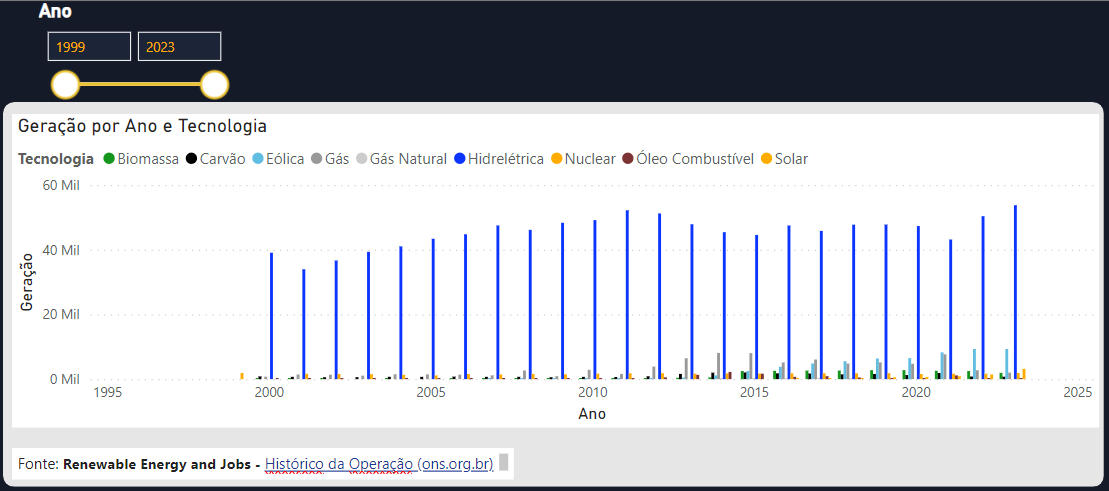 Ano
1999 2023
Geração por Ano e Tecnologia
Tecnologia Biomassa Carvão Eólica Gás Gás Natural Hidrelétrica Nuclear Óleo Combustível Solar
60 Mil
40 Mil
20 Mil
0 Mil
Geração
1995 2000 2005 2010 2015 2020 2025
Ano
Fonte: Renewable Energy and Jobs - Histórico da Operação (ons.org.br)